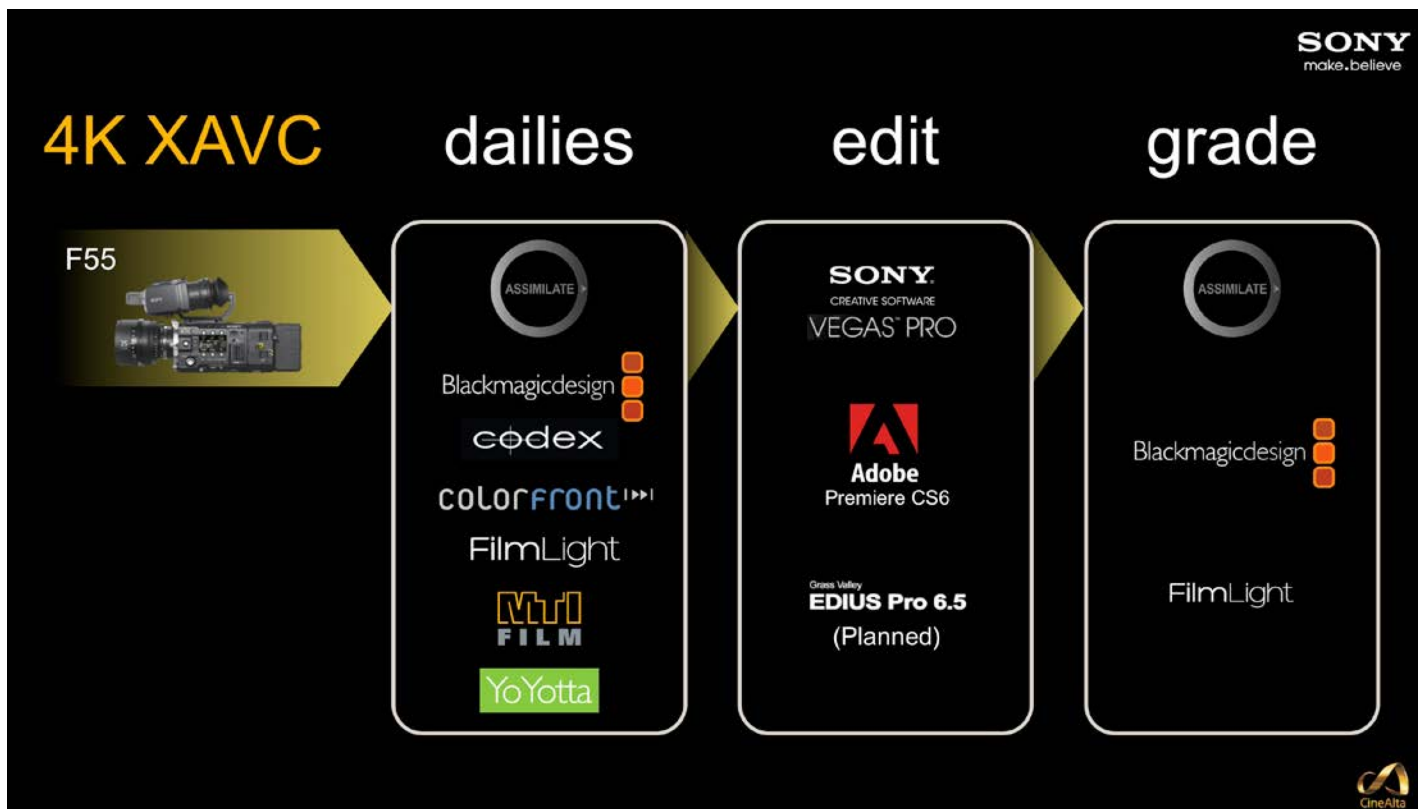 SONY
make.believe
4K XAVC
dailies
edit
grade
F55
ASSIMILATE
Blackmagicdesign
codex
colorfront
FilmLight
MTI
FILM
YoYotta
SONY
CREATIVE SOFTWARE
VEGAS™ PRO
Adobe
Premiere CS6
Grass Valley
EDIUS Pro 6.5
(Planned)
ASSIMILATE
Blackmagicdesign
FilmLight
CineAlta